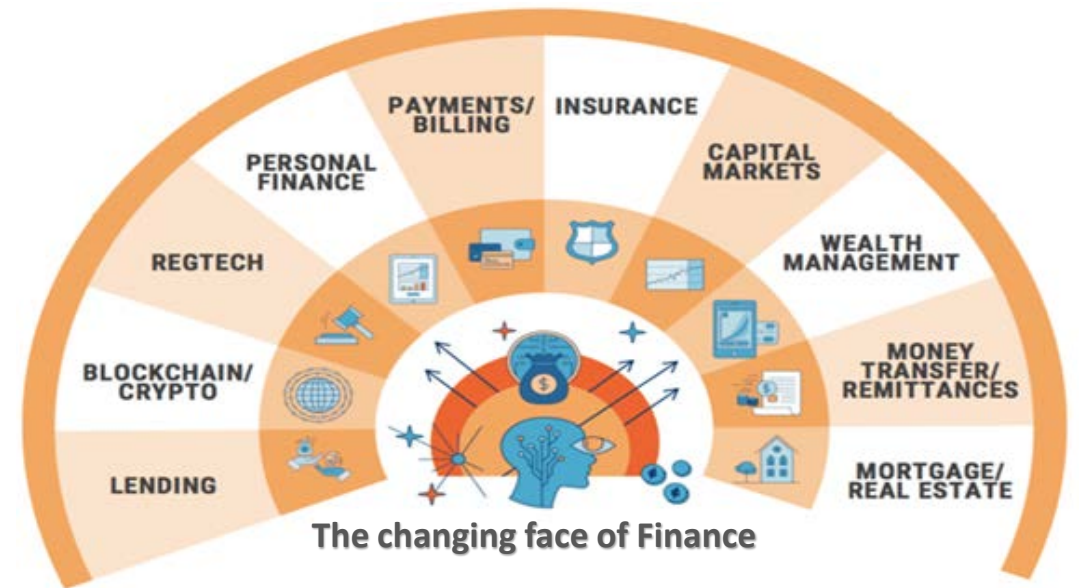 PAYMENTS/
BILLING
INSURANCE
PERSONAL
FINANCE
CAPITAL
MARKETS
REGTECH
WEALTH
MANAGEMENT
BLOCKCHAIN/
CRYPTO
MONEY
TRANSFER/
REMITTANCES
LENDING
MORTGAGE/
REAL ESTATE
$
The changing face of Finance